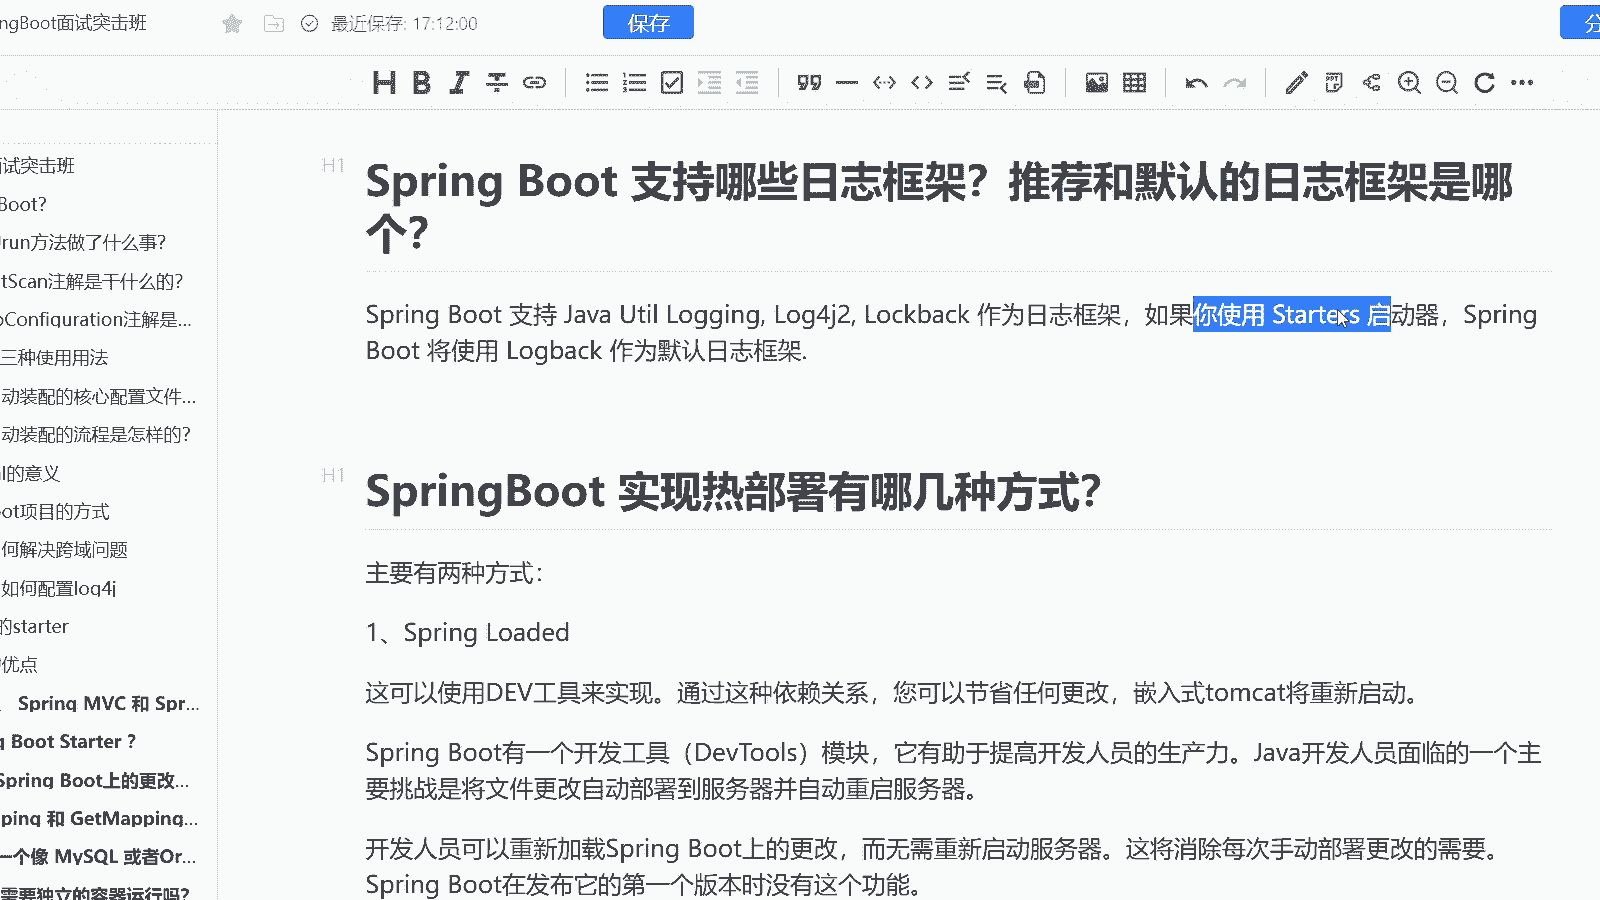 ngBoot面试突击班
最近保存: 17:12:00
保存
分
H B I
面试突击班
Boot?
run方法做了什么事?
tScan注解是干什么的?
oConfiguration注解是...
三种使用用法
动装配的核心配置文件...
动装配的流程是怎样的?
的意义
ot项目的方式
何解决跨域问题
如何配置log4j
的starter
优点
Spring MVC 和 Spr...
g Boot Starter ?
Spring Boot上的更改...
ping 和 GetMapping...
一个像 MySQL 或者Or...
需要独立的容器运行吗?
H1
Spring Boot 支持哪些日志框架？推荐和默认的日志框架是哪
个?
Spring Boot 支持 Java Util Logging, Log4j2, Lockback 作为日志框架，如果你使用 Starters 启动器，Spring
Boot 将使用 Logback 作为默认日志框架.
H1
SpringBoot 实现热部署有哪几种方式?
主要有两种方式：
1、Spring Loaded
这可以使用DEV工具来实现。通过这种依赖关系，您可以节省任何更改，嵌入式tomcat将重新启动。
Spring Boot有一个开发工具（DevTools）模块，它有助于提高开发人员的生产力。Java开发人员面临的一个主
要挑战是将文件更改自动部署到服务器并自动重启服务器。
开发人员可以重新加载Spring Boot上的更改，而无需重新启动服务器。这将消除每次手动部署更改的需要。
Spring Boot在发布它的第一个版本时没有这个功能。